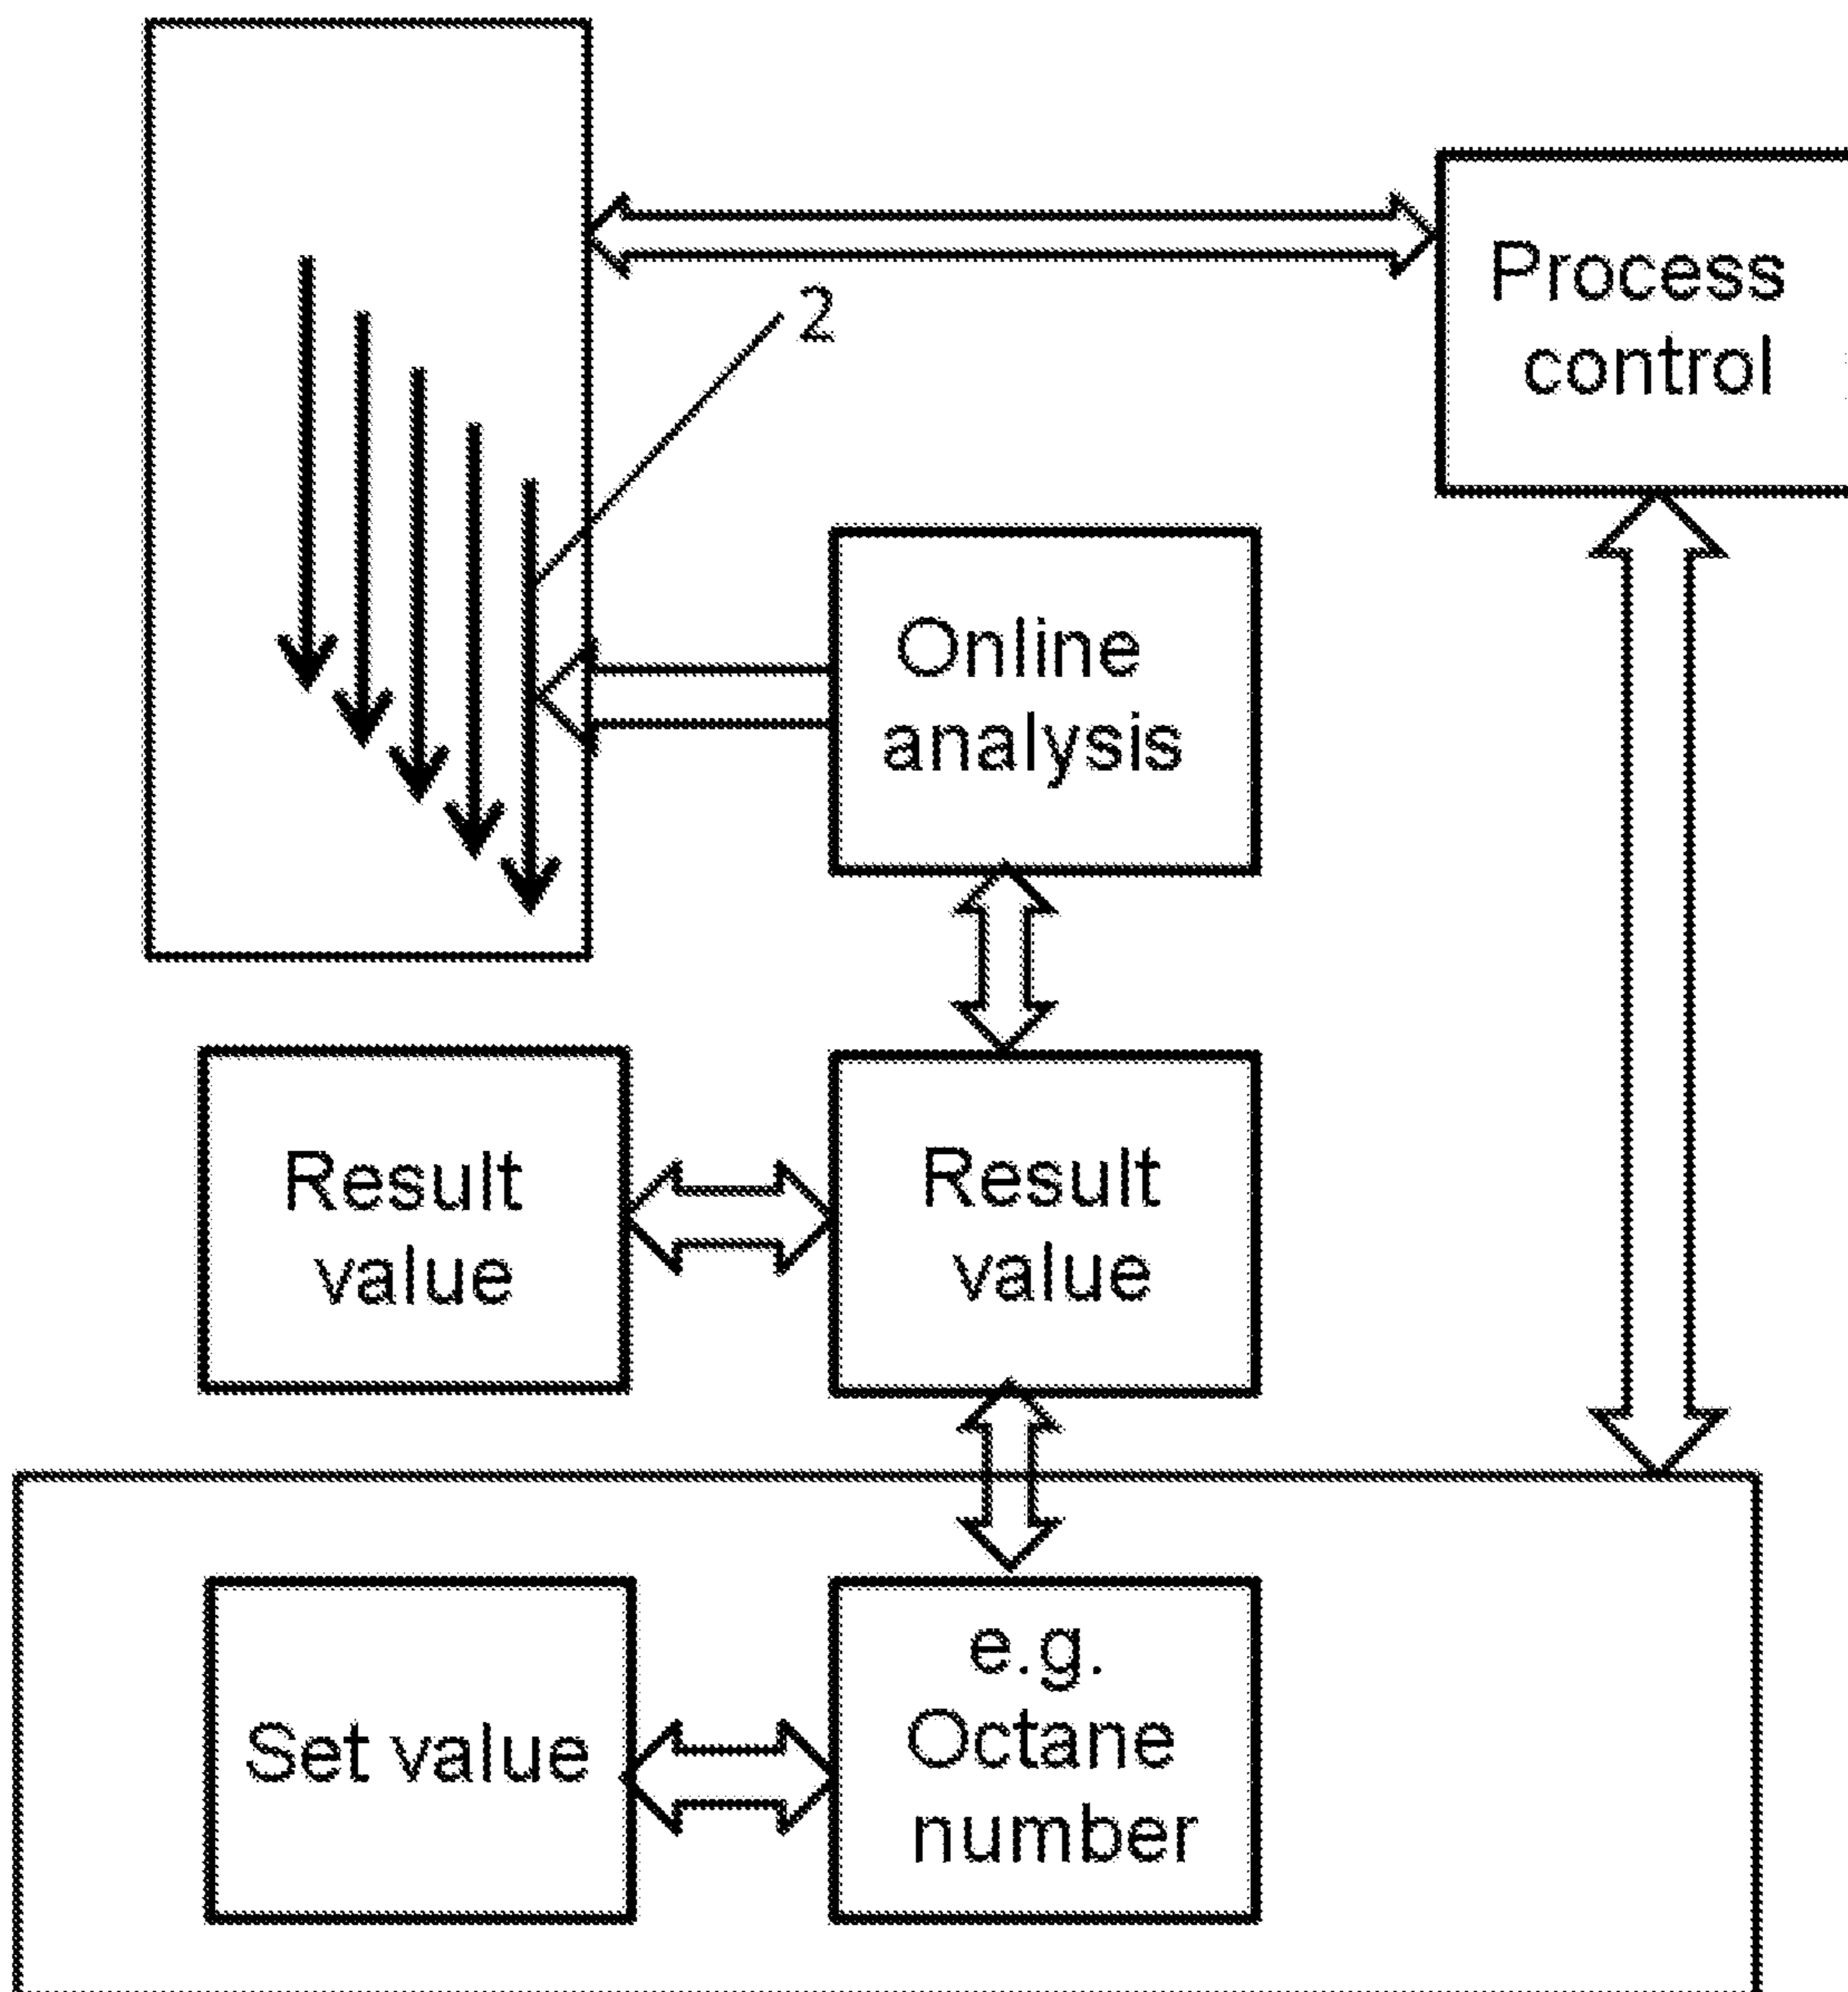 Process
control
2
Online
analysis
Result
value
Result
value
Set value
e.g.
Octane
number